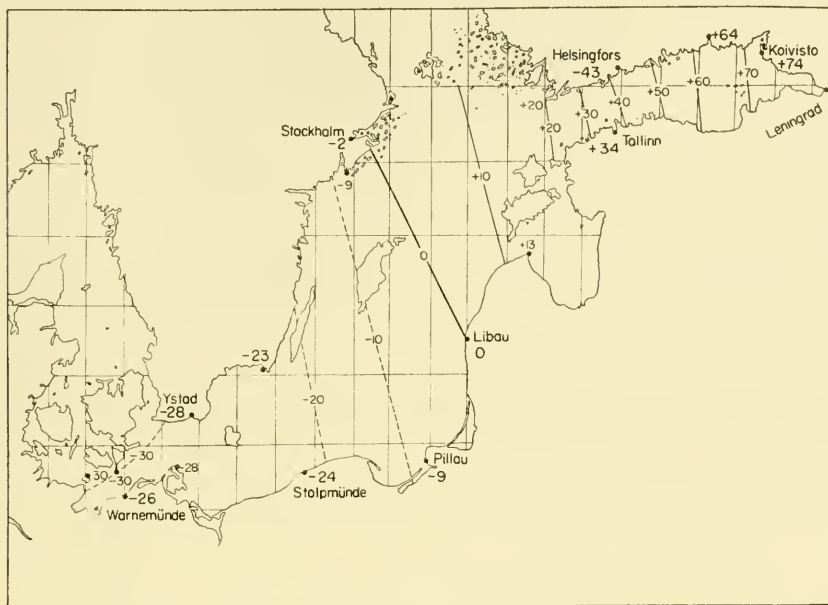 +64
Helsingfors
-43
Koivisto
+74
+20
+20
+30
+40
+50
+60
+70
Leningrad
Stockholm
-2
-9
+34
Tallinn
+10
+13
0
Libau
0
-10
-23
-20
Ystad
-28
-30
39
-30
-28
-26
Warnemünde
-24
Stolpmünde
Pillau
-9